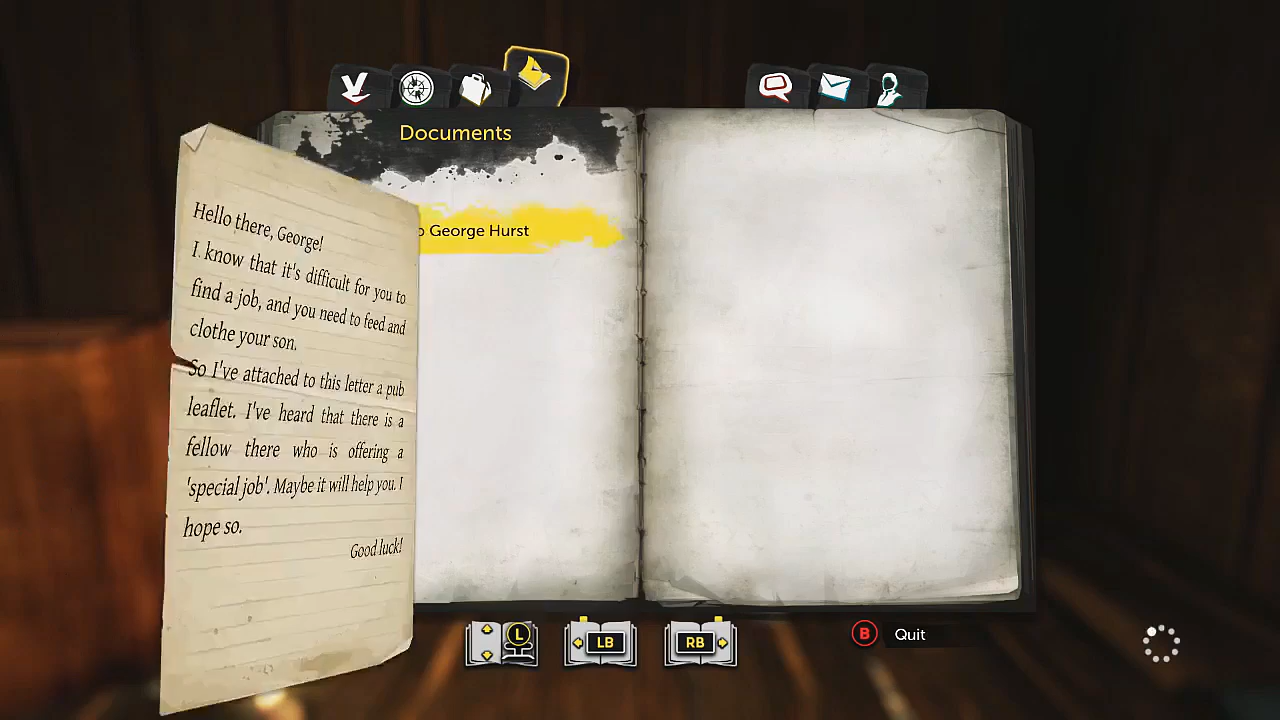 Documents
George Hurst
Hello there, George!
I know that it's difficult for you to
find a job, and you need to feed and
clothe your son.
So I've attached to this letter a pub
leaflet. I've heard that there is a
fellow there who is offering a
'special job'. Maybe it will help you. I
hope so.
Good luck!
L
LB
RB
B Quit